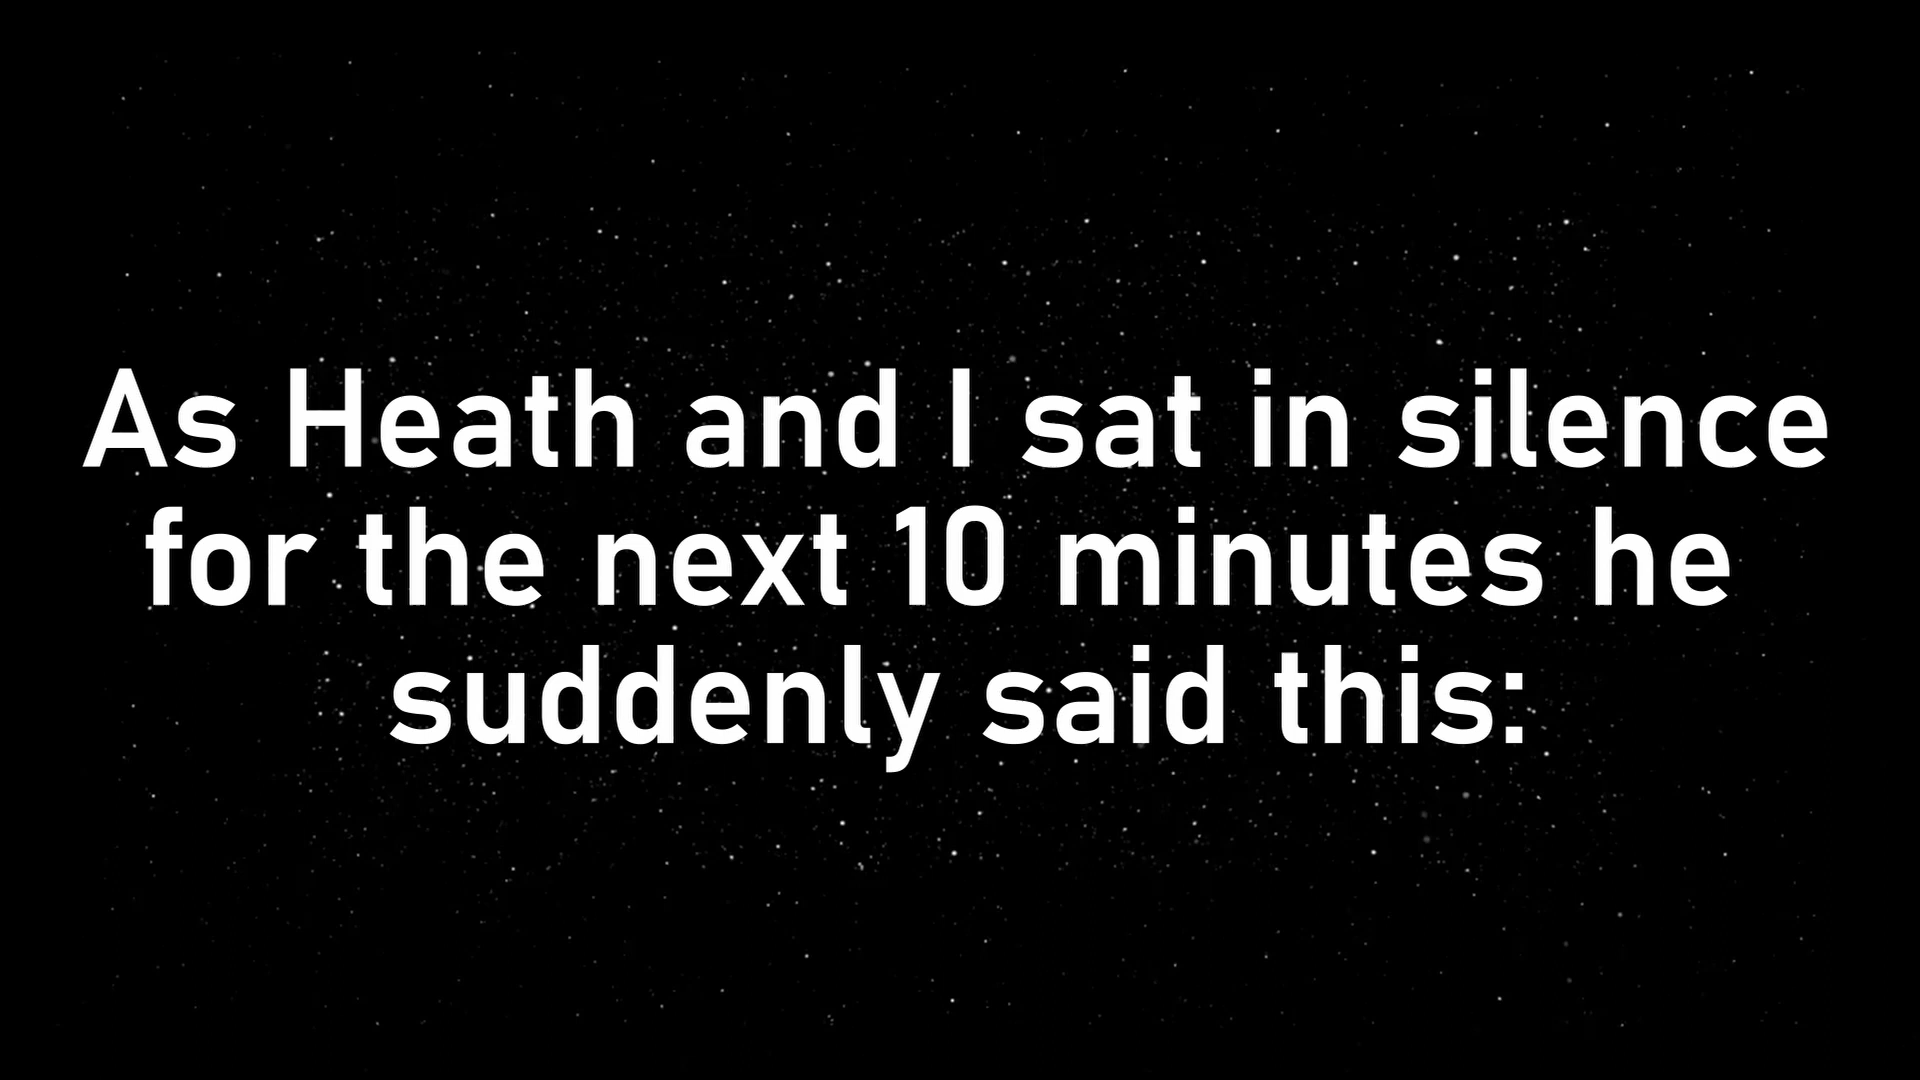 As Heath and I sat in silence
for the next 10 minutes he
suddenly said this: